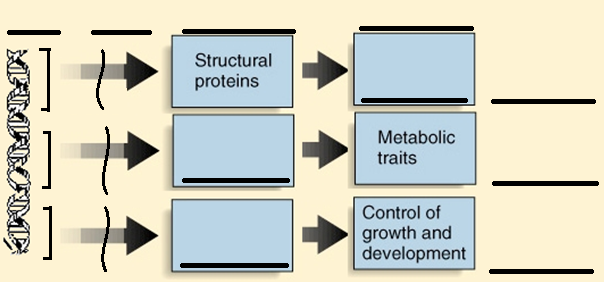 Structural
proteins
Metabolic
traits
Control of
growth and
development